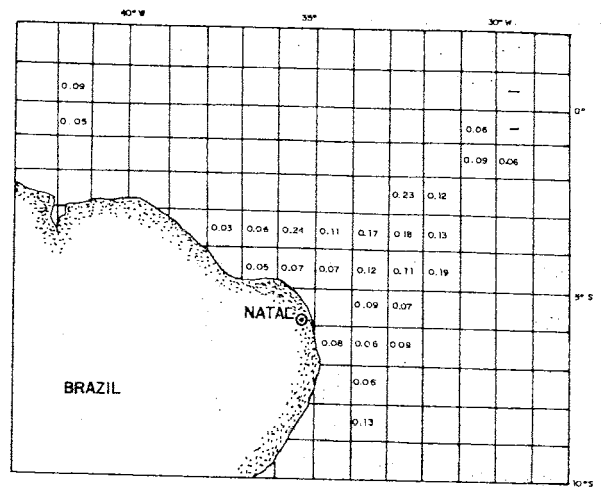 40° W 35° 30° W
0.09 —
0°
0.05 0.06 —
0.09 0.06
0.23 0.12
0.03 0.06 0.24 0.11 0.17 0.18 0.13
0.05 0.07 0.07 0.12 0.11 0.19
5° S
0.09 0.07
NATAL
0.08 0.06 0.09
0.06
BRAZIL
0.13
10° S